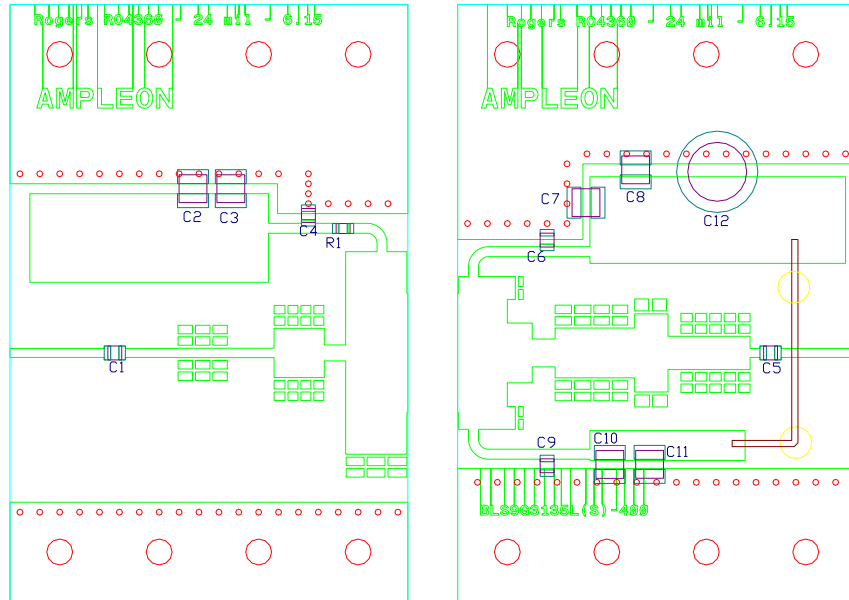 Rogers RO4360 - 24 mil - 6.15
AMPLEON
C2
C3
C4
R1
C1
Rogers RO4360 - 24 mil - 6.15
AMPLEON
C7
C8
C12
C6
C5
C9
C10
C11
BLS9G3135L(S)-400